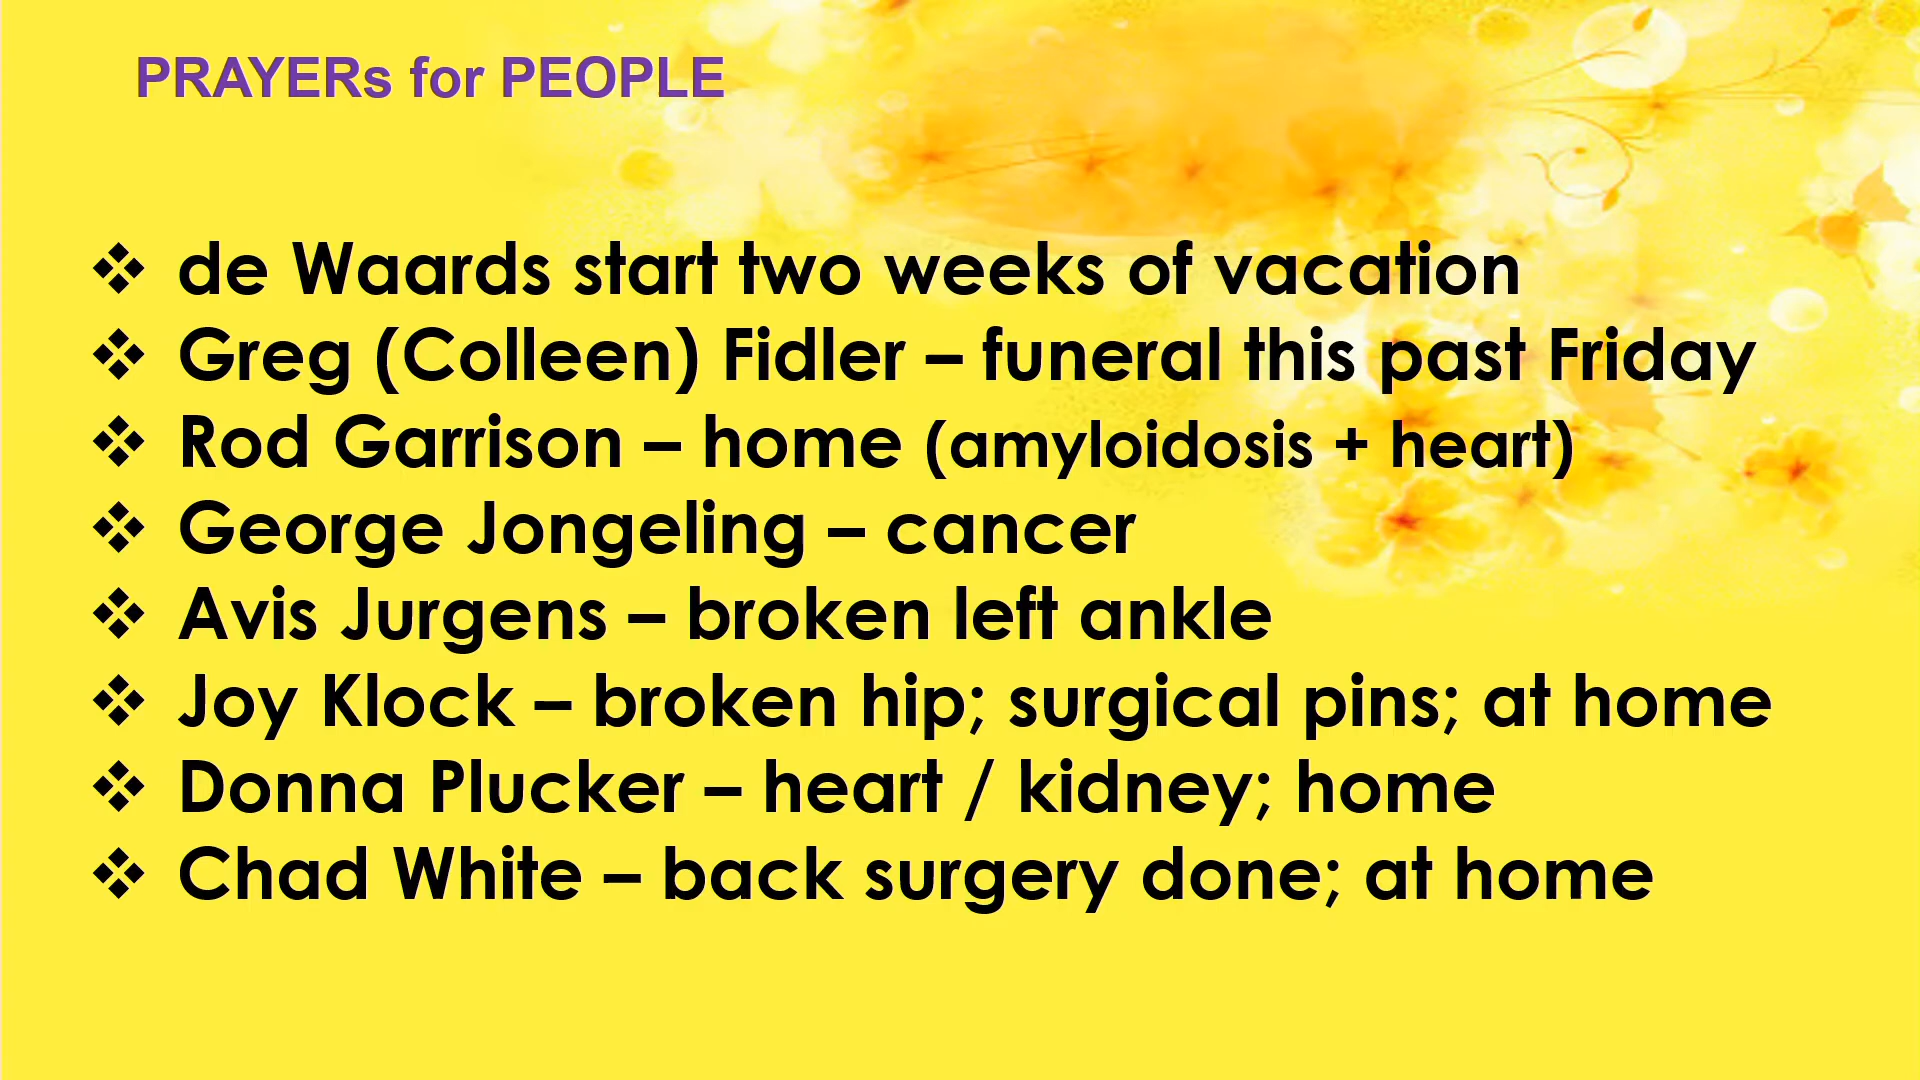 PRAYERs for PEOPLE
❖ de Waards start two weeks of vacation
❖ Greg (Colleen) Fidler – funeral this past Friday
❖ Rod Garrison – home (amyloidosis + heart)
❖ George Jongeling – cancer
❖ Avis Jurgens – broken left ankle
❖ Joy Klock – broken hip; surgical pins; at home
❖ Donna Plucker – heart / kidney; home
❖ Chad White – back surgery done; at home